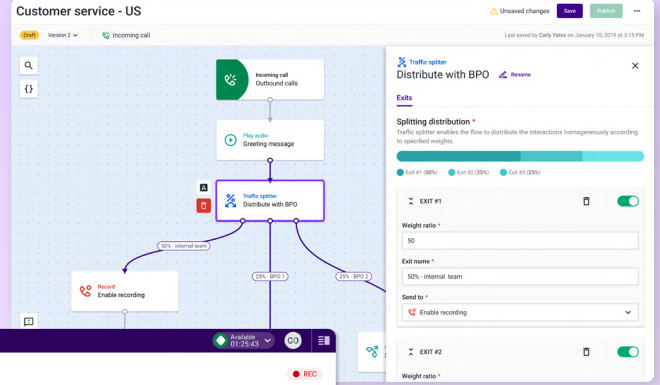 Customer service - US
Unsaved changes
Save
Publish
Draft
Version 2
Incoming call
Last saved by Carly Yates on January 10, 2019 at 3:15 PM
{}
Incoming call
Outbound calls
Play audio
Greeting message
A
Traffic splitter
Distribute with BPO
50% - internal team
25% - BPO 1
25% - BPO 2
Record
Enable recording
Available
01:25:43
CO
REC
Traffic spliter
Distribute with BPO
Rename
Exits
Splitting distribution *
Traffic splitter enables the flow to distribute the interactions homogeneously according
to specified weights.
Exit #1 (50%)
Exit #2 (25%)
Exit #3 (25%)
EXIT #1
Weight ratio *
50
Exit name *
50% - internal team
Send to *
Enable recording
EXIT #2
Weight ratio *